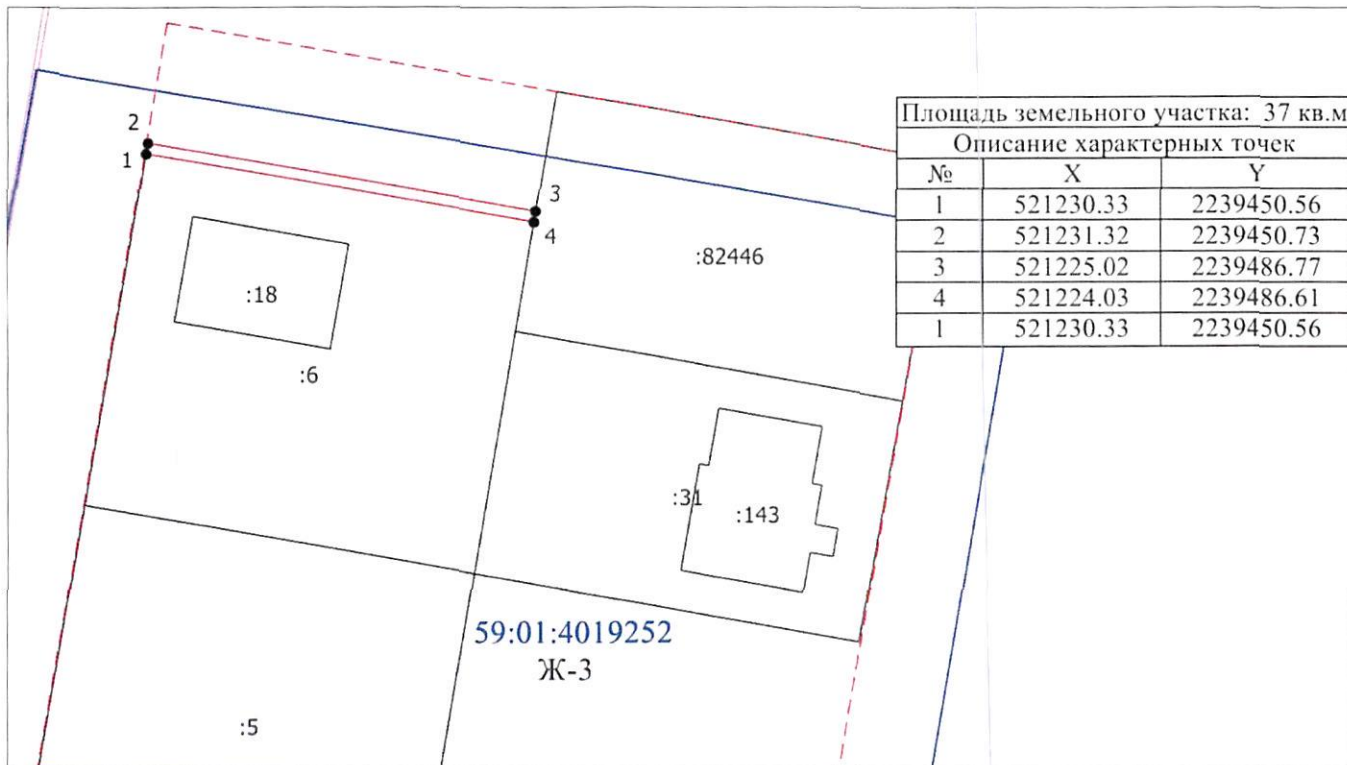 Площадь земельного участка: 37 кв.м
Описание характерных точек
№ X Y
1 521230.33 2239450.56
2 521231.32 2239450.73
3 521225.02 2239486.77
4 521224.03 2239486.61
1 521230.33 2239450.56
2
1
3
4
:82446
:18
:6
:31
:143
59:01:4019252
Ж-3
:5